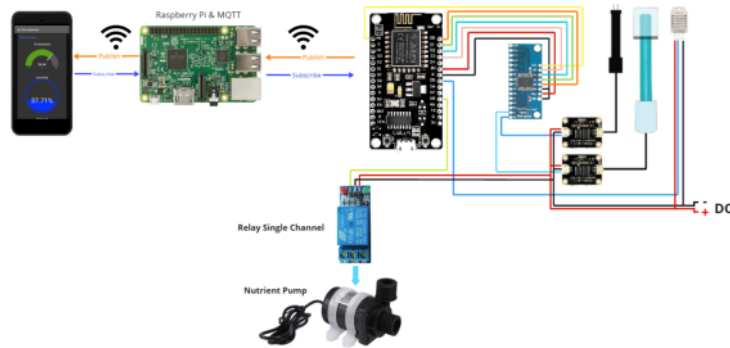 Raspberry Pi & MQTT
Publish
Subscribe
Publish
Subscribe
37.71%
Relay Single Channel
Nutrient Pump
- -
+
DC